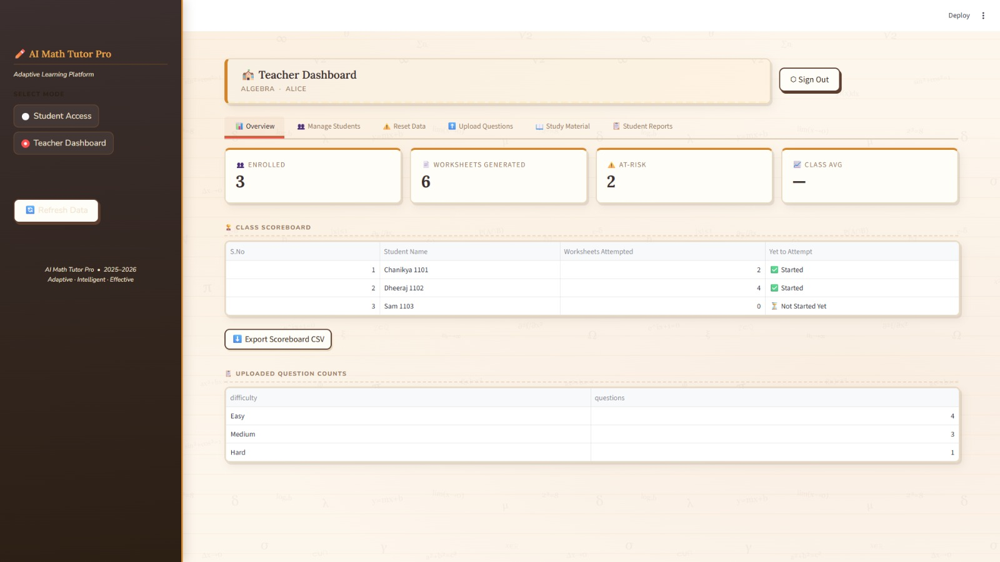 Deploy
AI Math Tutor Pro
Adaptive Learning Platform
SELECT MODE
Student Access
Teacher Dashboard
Refresh Data
AI Math Tutor Pro • 2025–2026
Adaptive · Intelligent · Effective
Teacher Dashboard
ALGEBRA · ALICE
Sign Out
Overview Manage Students Reset Data Upload Questions Study Material Student Reports
ENROLLED
3
WORKSHEETS GENERATED
6
AT-RISK
2
CLASS AVG
—
CLASS SCOREBOARD
S.No Student Name Worksheets Attempted Yet to Attempt
1 Chanikya 1101 2 ✅ Started
2 Dheeraj 1102 4 ✅ Started
3 Sam 1103 0 ⏳ Not Started Yet
Export Scoreboard CSV
UPLOADED QUESTION COUNTS
difficulty questions
Easy 4
Medium 3
Hard 1